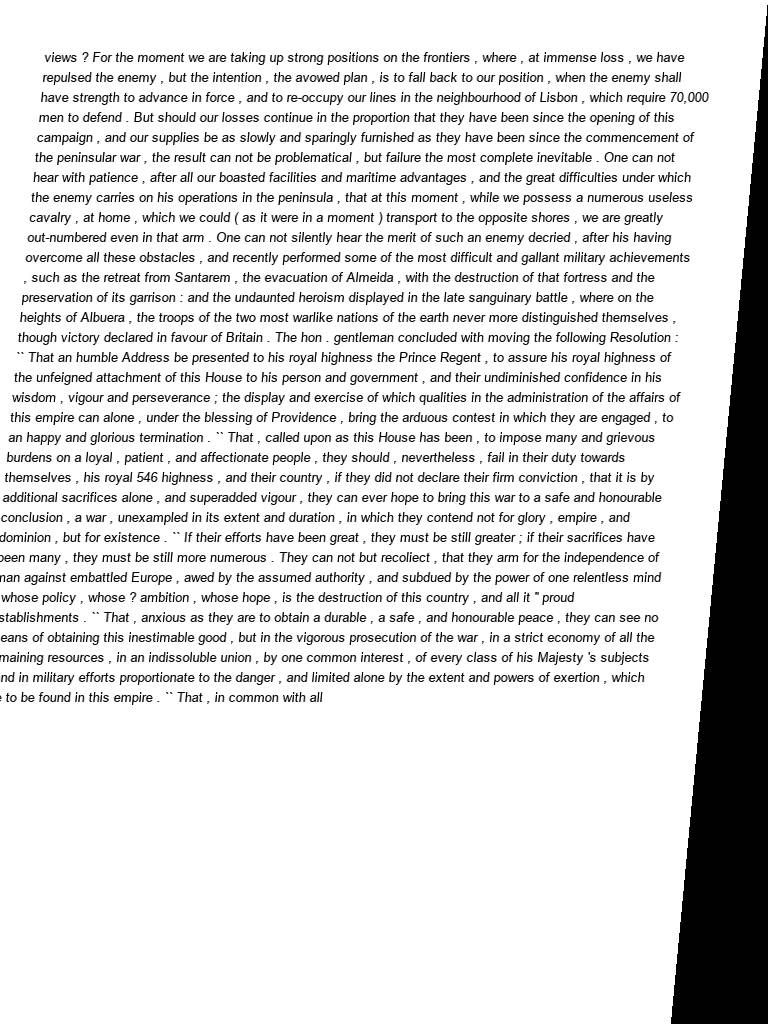 views ? For the moment we are taking up strong positions on the frontiers , where , at immense loss , we have
repulsed the enemy , but the intention , the avowed plan , is to fall back to our position , when the enemy shall
have strength to advance in force , and to re-occupy our lines in the neighbourhood of Lisbon , which require 70,000
men to defend . But should our losses continue in the proportion that they have been since the opening of this
campaign , and our supplies be as slowly and sparingly furnished as they have been since the commencement of
the peninsular war , the result can not be problematical , but failure the most complete inevitable . One can not
hear with patience , after all our boasted facilities and maritime advantages , and the great difficulties under which
the enemy carries on his operations in the peninsula , that at this moment , while we possess a numerous useless
cavalry , at home , which we could ( as it were in a moment ) transport to the opposite shores , we are greatly
out-numbered even in that arm . One can not silently hear the merit of such an enemy decried , after his having
overcome all these obstacles , and recently performed some of the most difficult and gallant military achievements
, such as the retreat from Santarem , the evacuation of Almeida , with the destruction of that fortress and the
preservation of its garrison : and the undaunted heroism displayed in the late sanguinary battle , where on the
heights of Albuera , the troops of the two most warlike nations of the earth never more distinguished themselves ,
though victory declared in favour of Britain . The hon . gentleman concluded with moving the following Resolution :
`` That an humble Address be presented to his royal highness the Prince Regent , to assure his royal highness of
the unfeigned attachment of this House to his person and government , and their undiminished confidence in his
wisdom , vigour and perseverance ; the display and exercise of which qualities in the administration of the affairs of
this empire can alone , under the blessing of Providence , bring the arduous contest in which they are engaged , to
an happy and glorious termination . `` That , called upon as this House has been , to impose many and grievous
burdens on a loyal , patient , and affectionate people , they should , nevertheless , fail in their duty towards
themselves , his royal 546 highness , and their country , if they did not declare their firm conviction , that it is by
additional sacrifices alone , and superadded vigour , they can ever hope to bring this war to a safe and honourable
conclusion , a war , unexampled in its extent and duration , in which they contend not for glory , empire , and
dominion , but for existence . `` If their efforts have been great , they must be still greater ; if their sacrifices have
been many , they must be still more numerous . They can not but recoliect , that they arm for the independence of
man against embattled Europe , awed by the assumed authority , and subdued by the power of one relentless mind
whose policy , whose ? ambition , whose hope , is the destruction of this country , and all it " proud
stablishments . `` That , anxious as they are to obtain a durable , a safe , and honourable peace , they can see no
eans of obtaining this inestimable good , but in the vigorous prosecution of the war , in a strict economy of all the
maining resources , in an indissoluble union , by one common interest , of every class of his Majesty 's subjects
nd in military efforts proportionate to the danger , and limited alone by the extent and powers of exertion , which
to be found in this empire . `` That , in common with all